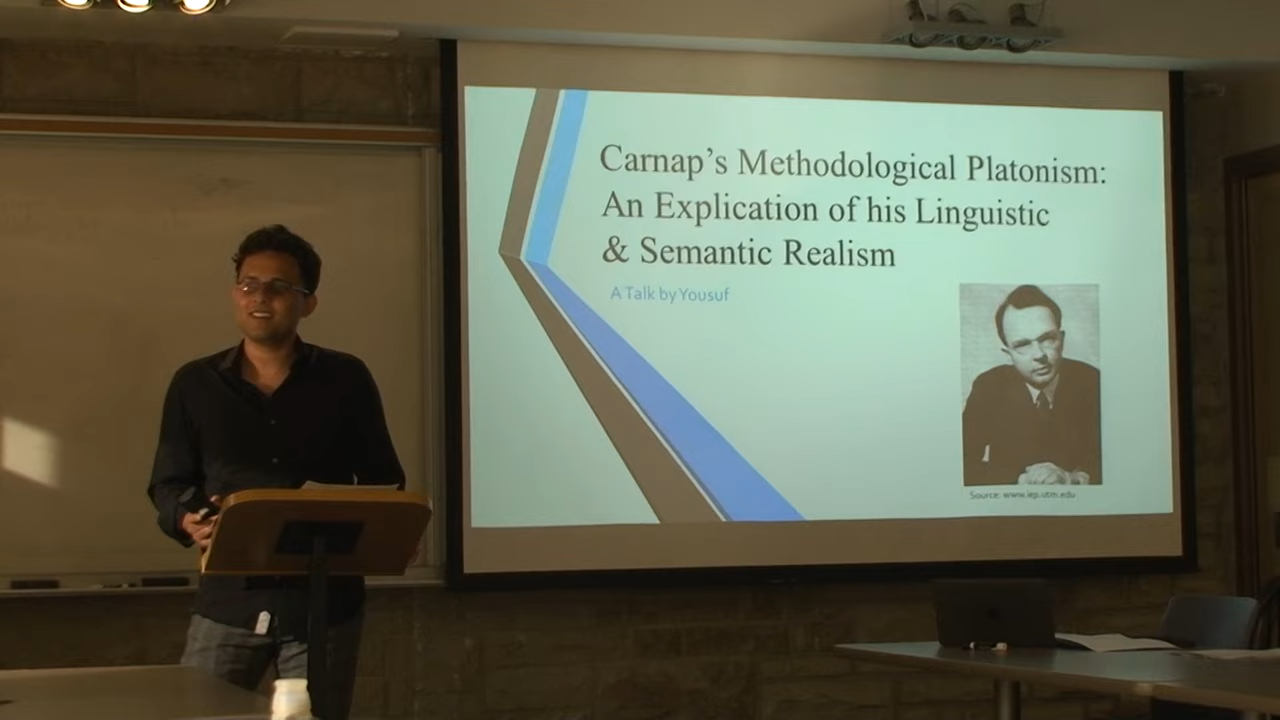 Carnap’s Methodological Platonism:
An Explication of his Linguistic
& Semantic Realism
A Talk by Yousuf
Source: www.iep.utm.edu